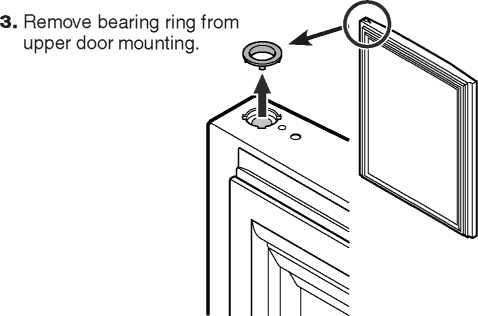 3. Remove bearing ring from
upper door mounting.